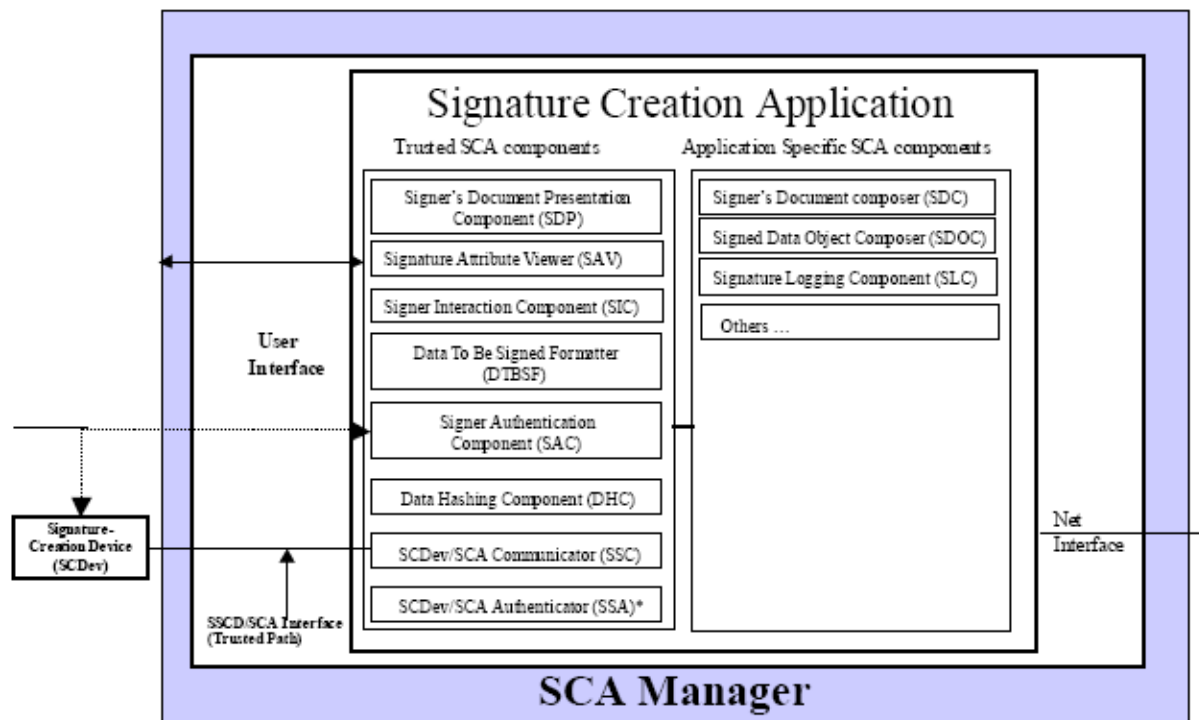 Signature Creation Application
Trusted SCA components
Application Specific SCA components
Signer's Document Presentation
Component (SDP)
Signature Attribute Viewer (SAV)
Signer Interaction Component (SIC)
Data To Be Signed Formatter
(DTBSF)
Signer Authentication
Component (SAC)
Data Hashing Component (DHC)
SCDev/SCA Communicator (SSC)
SCDev/SCA Authenticator (SSA)*
Signer's Document composer (SDC)
Signed Data Object Composer (SDOC)
Signature Logging Component (SLC)
Others ...
User
Interface
Signature-
Creation Device
(SCDev)
SSCD/SCA Interface
(Trusted Path)
Net
Interface
SCA Manager